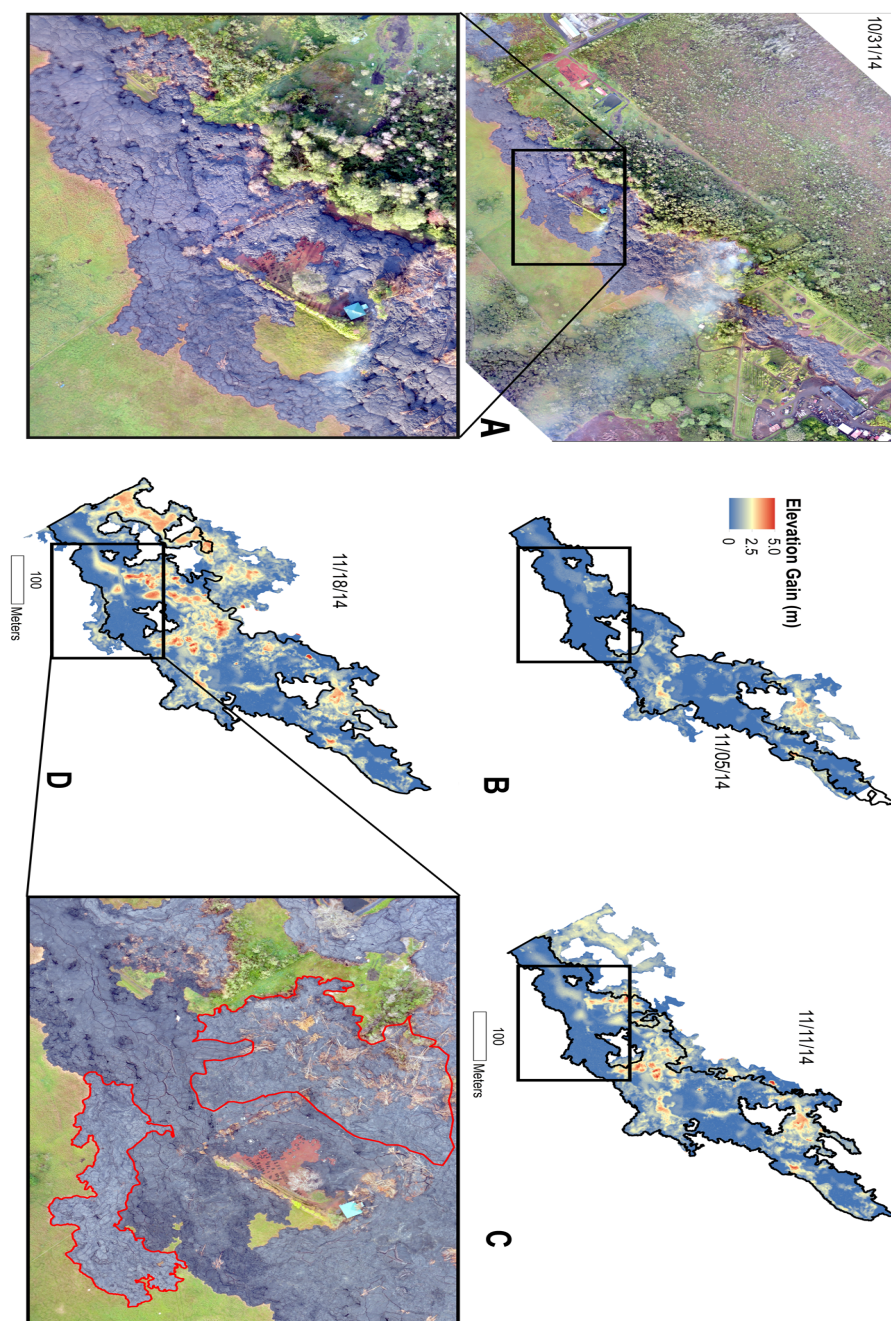 10/31/14
A
Elevation Gain (m)
5.0
2.5
0
11/05/14
B
11/11/14
100
Meters
C
11/18/14
100
Meters
D